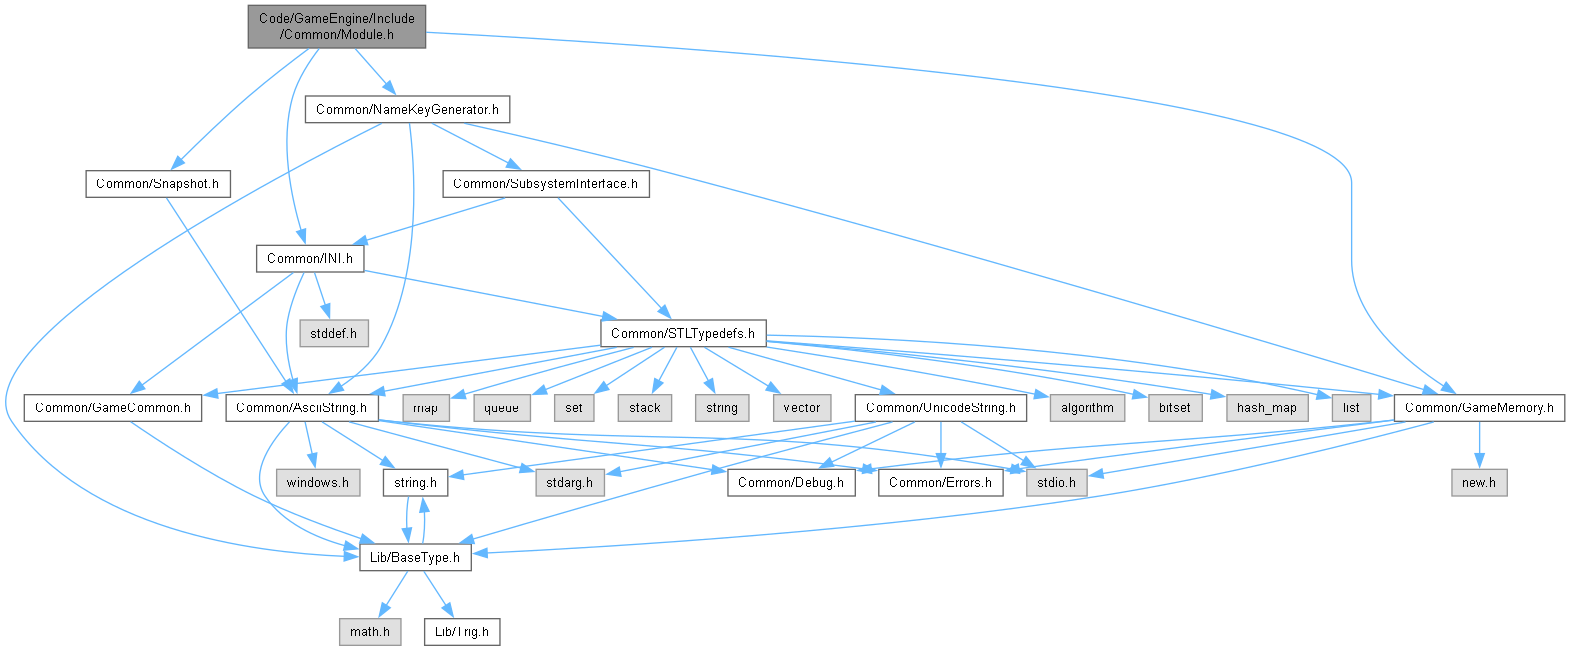 Code/GameEngine/Include
/Common/Module.h
Common/NameKeyGenerator.h
Common/Snapshot.h
Common/SubsystemInterface.h
Common/INI.h
stddef.h
Common/STLTypedefs.h
Common/GameCommon.h
Common/AsciiString.h
map
queue
set
stack
string
vector
Common/UnicodeString.h
algorithm
bitset
hash_map
list
Common/GameMemory.h
windows.h
string.h
stdarg.h
Common/Debug.h
Common/Errors.h
stdio.h
new.h
Lib/BaseType.h
math.h
Lib/Trig.h